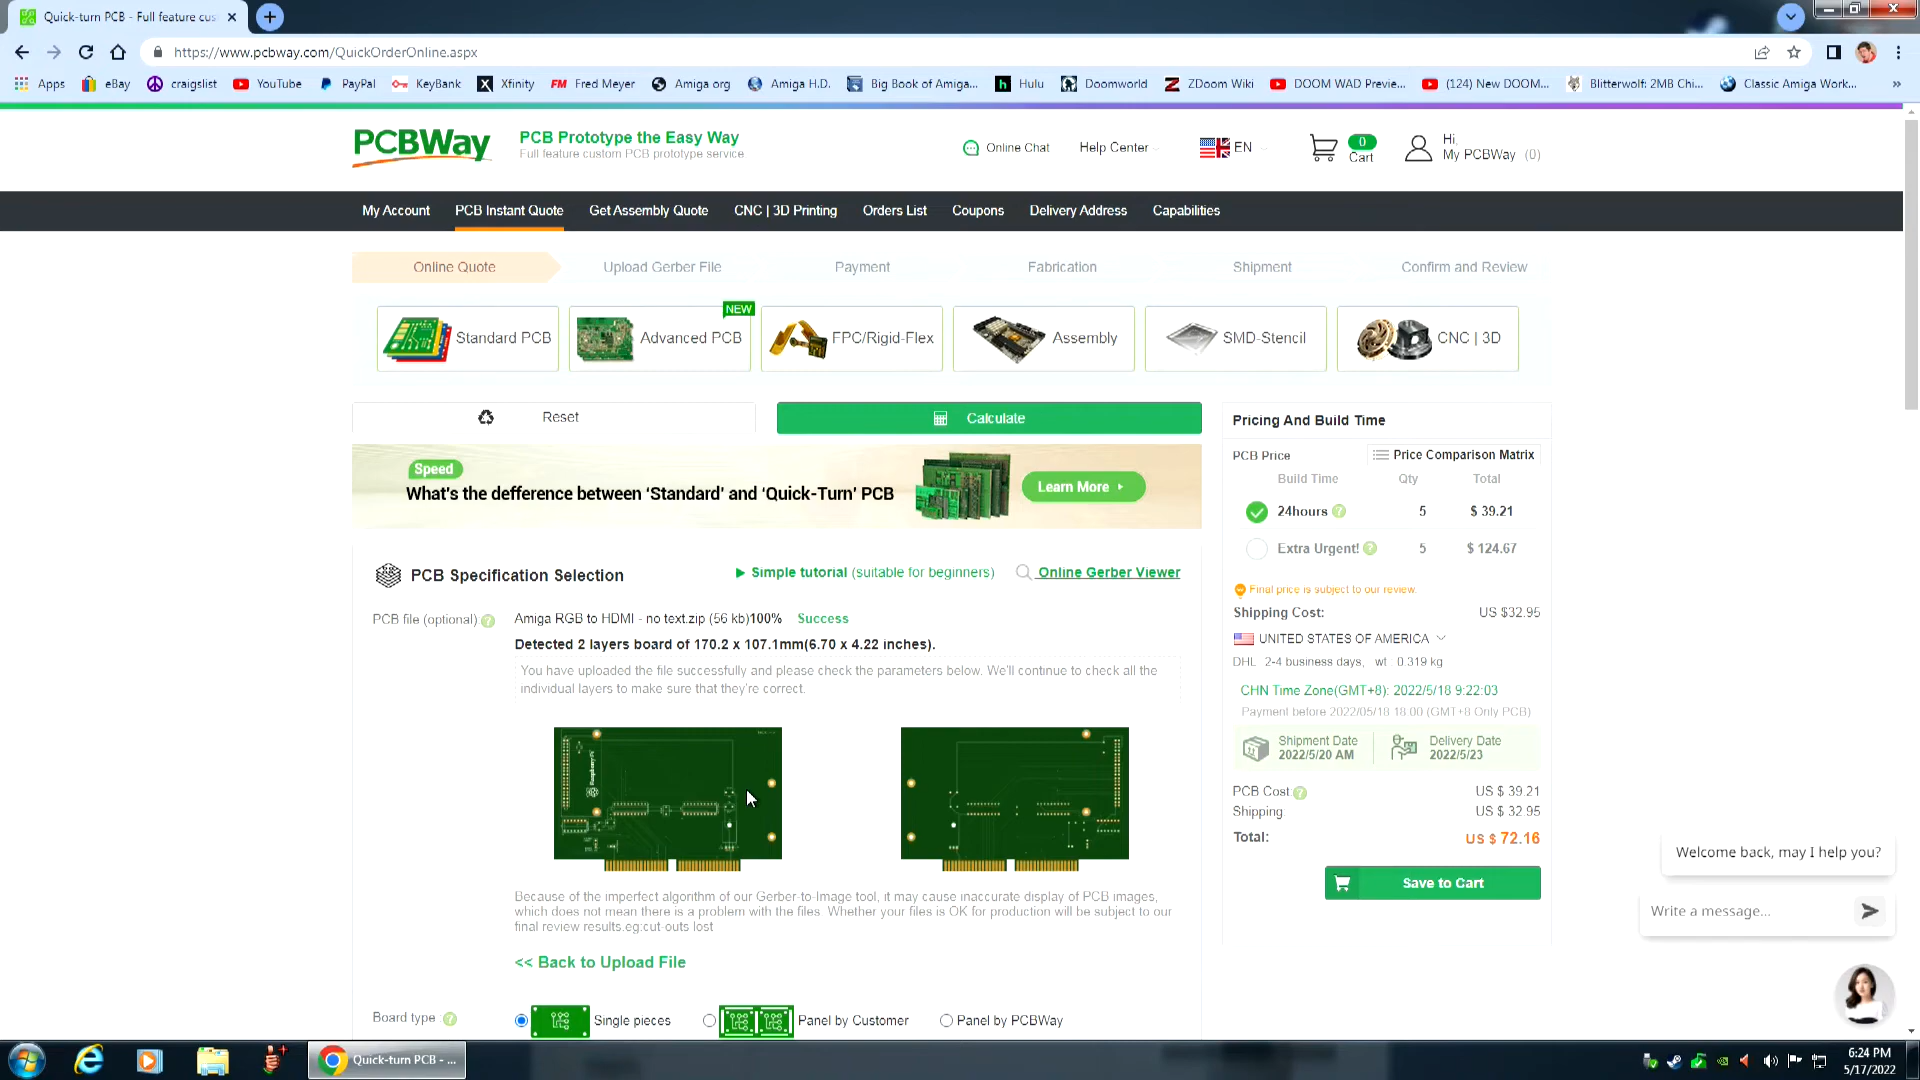 Quick-turn PCB - Full feature cus
https://www.pcbway.com/QuickOrderOnline.aspx
Apps eBay craigslist YouTube PayPal KeyBank Xfinity Fred Meyer Amiga org Amiga H.D. Big Book of Amiga... Hulu Doomworld ZDoom Wiki DOOM WAD Previe... (124) New DOOM... Blitterwolf: 2MB Chi... Classic Amiga Work... »
PCBWay
PCB Prototype the Easy Way
Full feature custom PCB prototype service
Online Chat
Help Center
EN
0
Cart
Hi,
My PCBWay (0)
My Account PCB Instant Quote Get Assembly Quote CNC | 3D Printing Orders List Coupons Delivery Address Capabilities
Online Quote Upload Gerber File Payment Fabrication Shipment Confirm and Review
NEW
Standard PCB Advanced PCB FPC/Rigid-Flex Assembly SMD-Stencil CNC | 3D
Reset
Calculate
Speed
What's the defference between 'Standard' and 'Quick-Turn' PCB
Learn More
PCB Specification Selection
Simple tutorial (suitable for beginners)
Online Gerber Viewer
PCB file (optional) ?
Amiga RGB to HDMI - no text.zip (56 kb)100% Success
Detected 2 layers board of 170.2 x 107.1mm(6.70 x 4.22 inches).
You have uploaded the file successfully and please check the parameters below. We'll continue to check all the
individual layers to make sure that they're correct.
Raspberry Pi
Because of the imperfect algorithm of our Gerber-to-Image tool, it may cause inaccurate display of PCB images,
which does not mean there is a problem with the files. Whether your files is OK for production will be subject to our
final review results.eg:cut-outs lost
<< Back to Upload File
Board type ?
Single pieces
Panel by Customer
Panel by PCBWay
Pricing And Build Time
PCB Price
Price Comparison Matrix
Build Time Qty Total
24hours ? 5 $ 39.21
Extra Urgent! ? 5 $ 124.67
Final price is subject to our review.
Shipping Cost: US $32.95
UNITED STATES OF AMERICA
DHL 2-4 business days, wt 0.319 kg
CHN Time Zone(GMT+8): 2022/5/18 9:22:03
Payment before 2022/05/18 18:00 (GMT+8 Only PCB)
Shipment Date
2022/5/20 AM
Delivery Date
2022/5/23
PCB Cost ? US $ 39.21
Shipping: US $ 32.95
Total: US $ 72.16
Save to Cart
Welcome back, may I help you?
Write a message...
Quick-turn PCB - ...
6:24 PM
5/17/2022